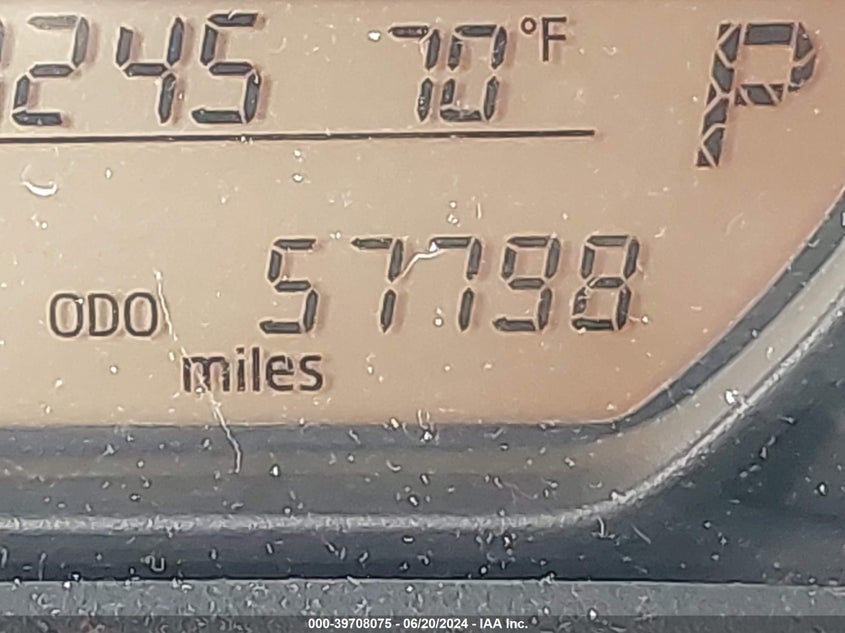 245 70°F P
ODO 57798
miles
000-39708075 - 06/20/2024 - IAA Inc.